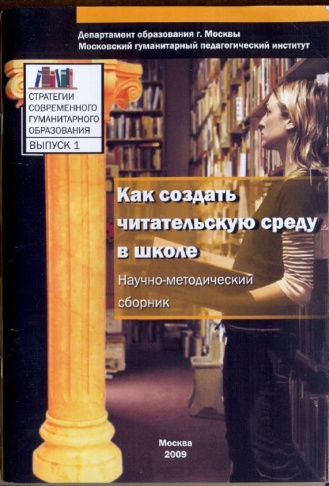 Департамент образования г. Москвы
Московский гуманитарный педагогический институт
СТРАТЕГИИ
СОВРЕМЕННОГО
ГУМАНИТАРНОГО
ОБРАЗОВАНИЯ
ВЫПУСК 1
Как создать
читательскую среду
в школе
Научно-методический
сборник
Москва
2009